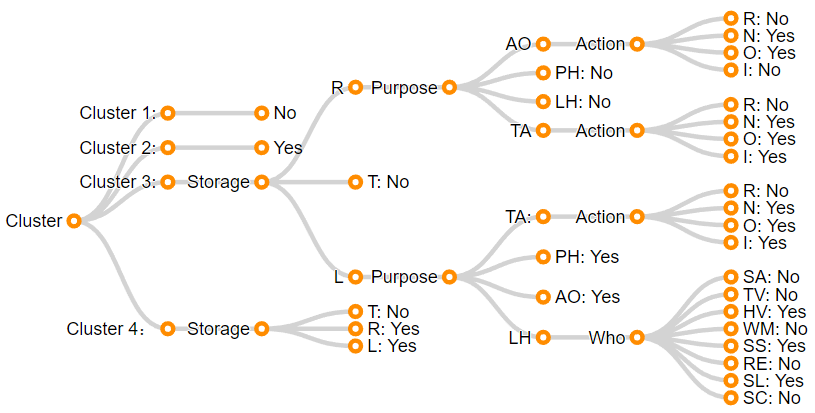 Cluster
Cluster 1:
No
Cluster 2:
Yes
Cluster 3:
Storage
R
Purpose
AO
Action
R: No
N: Yes
O: Yes
I: No
PH: No
LH: No
TA
Action
R: No
N: Yes
O: Yes
I: Yes
T: No
L
Purpose
TA:
Action
R: No
N: Yes
O: Yes
I: Yes
PH: Yes
AO: Yes
LH
Who
SA: No
TV: No
HV: Yes
WM: No
SS: Yes
RE: No
SL: Yes
SC: No
Cluster 4：
Storage
T: No
R: Yes
L: Yes